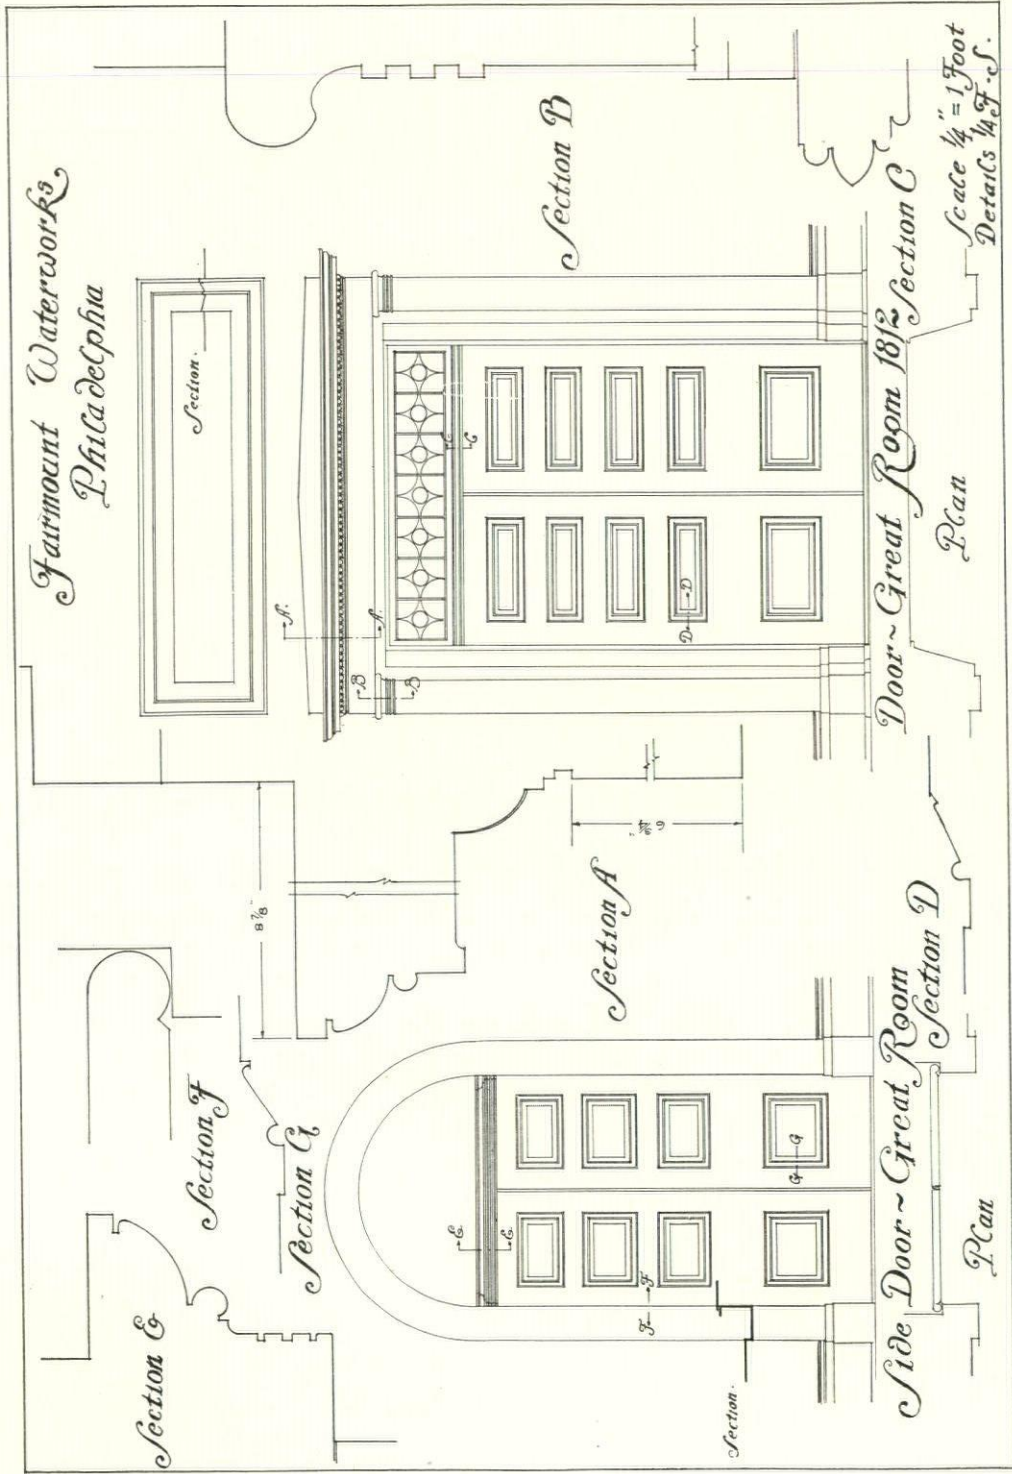 Fairmount Waterworks
Philadelphia
Section E
Section F
Section G
8 7/8
Section.
Section A
Section B
A.
A.
B
B
C
C
D
D
E
E
F
F
G
G
Section.
Side Door ~ Great Room
Door ~ Great Room 1812
Section D
Section C
Plan
Plan
Scale 1/4" = 1 Foot
Details 1/4 F.S.